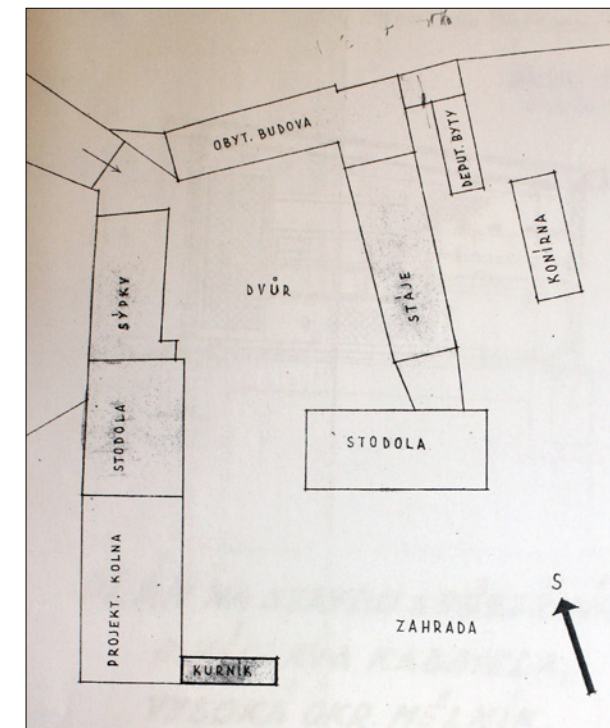 OBYT. BUDOVA
DEPUT. BYTY
KONÍRNA
SÝPKY
DVŮR
STÁJE
STODOLA
STODOLA
PROJEKT. KOLNA
KURNÍK
ZAHRADA
S